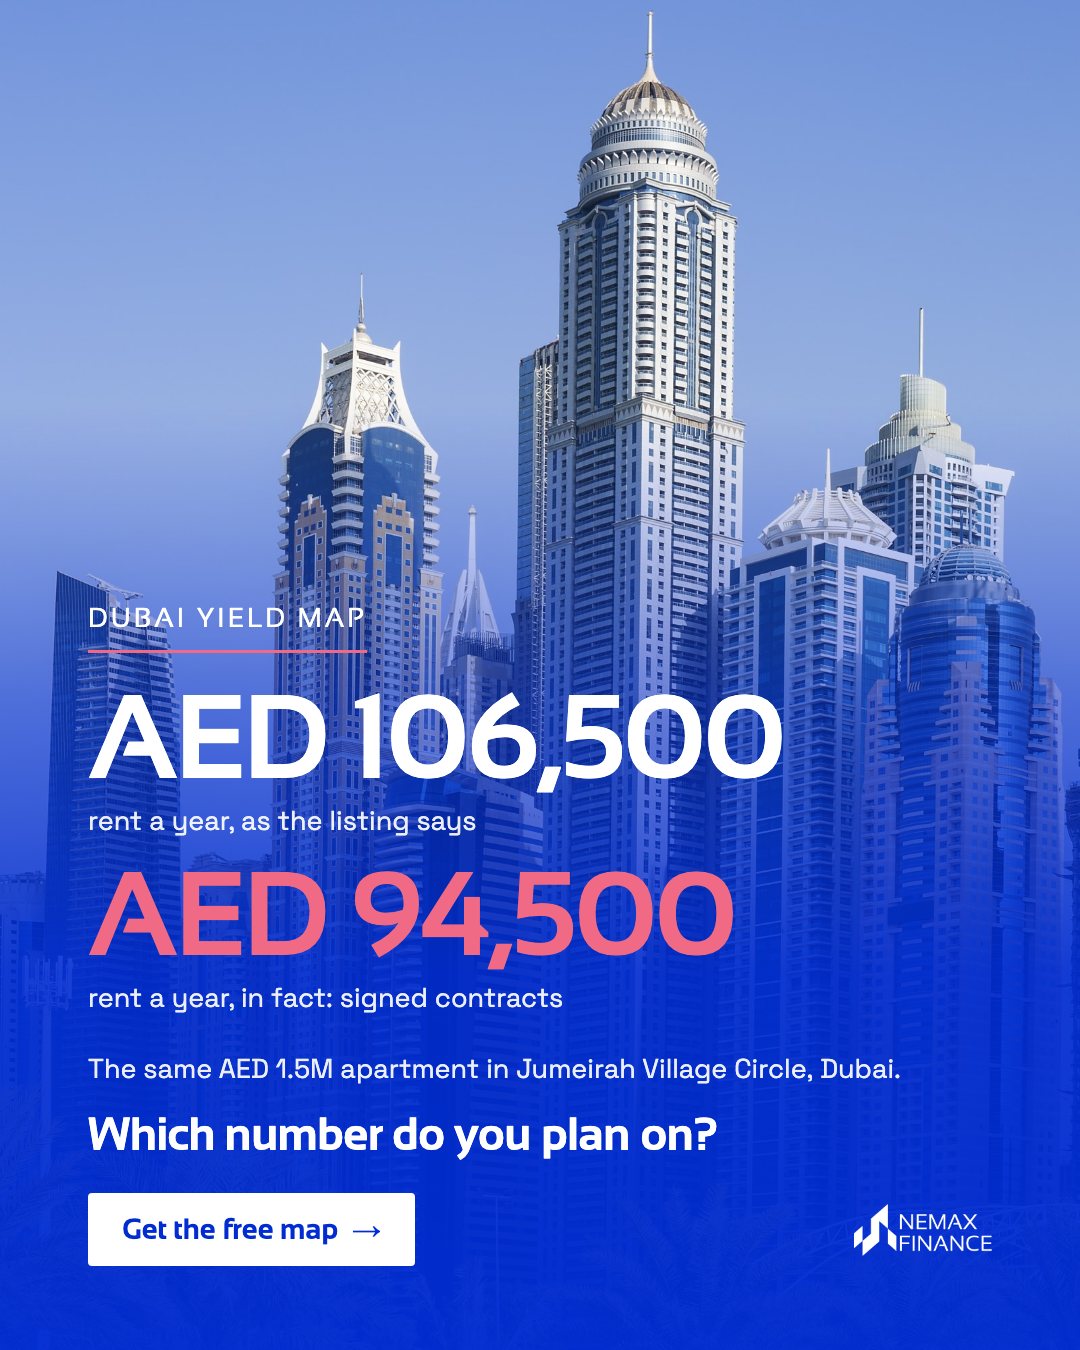 DUBAI YIELD MAP
AED 106,500
rent a year, as the listing says
AED 94,500
rent a year, in fact: signed contracts
The same AED 1.5M apartment in Jumeirah Village Circle, Dubai.
Which number do you plan on?
Get the free map →
NEMAX
FINANCE